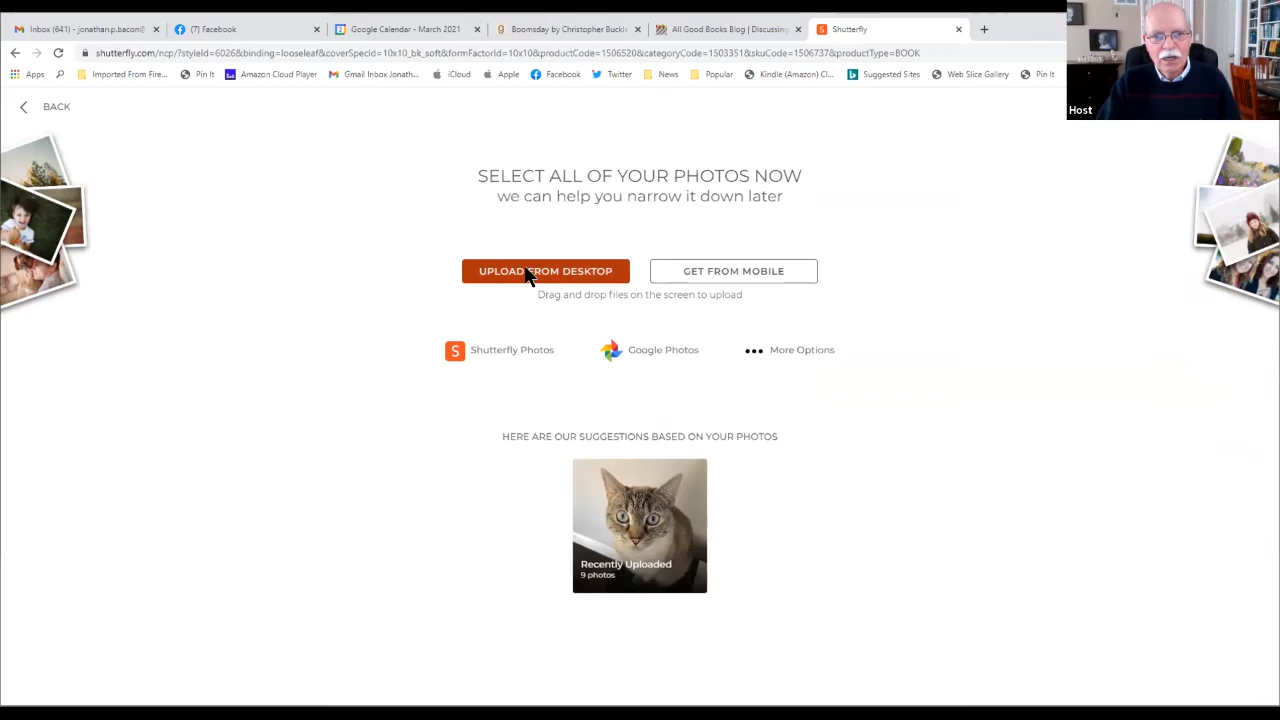 Inbox (641) - jonathan.p.tcm.sh@
(7) Facebook
Google Calendar - March 2021
Boomsday by Christopher Buckle
All Good Books Blog | Discussing
Shutterfly
shutterfly.com/ncp/?styleId=6026&binding=looseleaf&coverSpecId=10x10_bk_soft&formFactorId=10x10&productCode=1506520&categoryCode=1503351&skuCode=1506737&productType=BOOK
Apps
Imported From Fire...
Pin It
Amazon Cloud Player
Gmail Inbox Jonath...
iCloud
Apple
Facebook
Twitter
News
Popular
Kindle (Amazon) Cl...
Suggested Sites
Web Slice Gallery
Pin It
Host
BACK
SELECT ALL OF YOUR PHOTOS NOW
we can help you narrow it down later
UPLOAD FROM DESKTOP
GET FROM MOBILE
Drag and drop files on the screen to upload
S
Shutterfly Photos
Google Photos
More Options
HERE ARE OUR SUGGESTIONS BASED ON YOUR PHOTOS
Recently Uploaded
9 photos